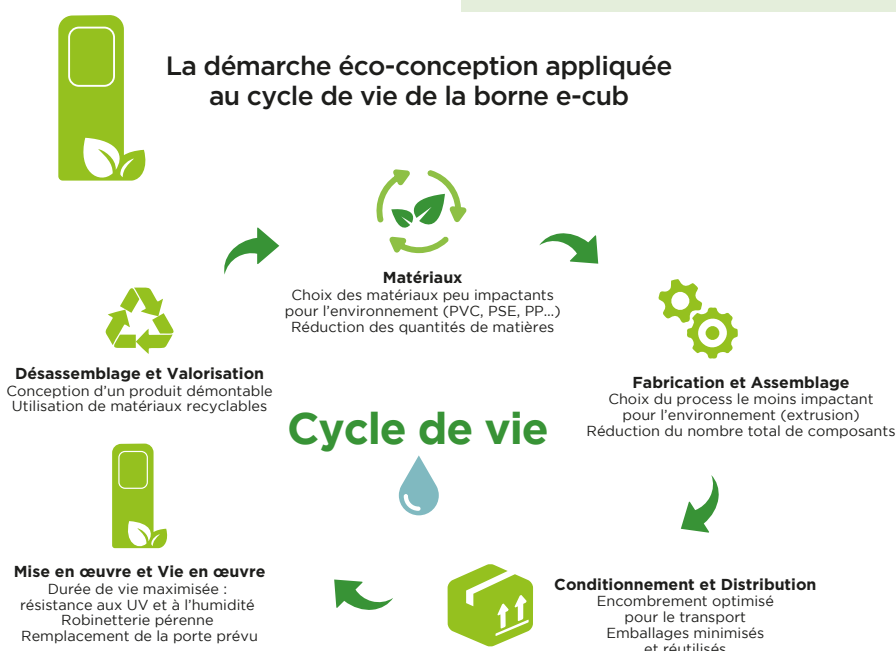 La démarche éco-conception appliquée
au cycle de vie de la borne e-cub
Matériaux
Choix des matériaux peu impactants
pour l'environnement (PVC, PSE, PP...)
Réduction des quantités de matières
Fabrication et Assemblage
Choix du process le moins impactant
pour l'environnement (extrusion)
Réduction du nombre total de composants
Conditionnement et Distribution
Encombrement optimisé
pour le transport
Emballages minimisés
et réutilisés
Mise en œuvre et Vie en œuvre
Durée de vie maximisée :
résistance aux UV et à l'humidité
Robinetterie pérenne
Remplacement de la porte prévu
Désassemblage et Valorisation
Conception d'un produit démontable
Utilisation de matériaux recyclables
Cycle de vie